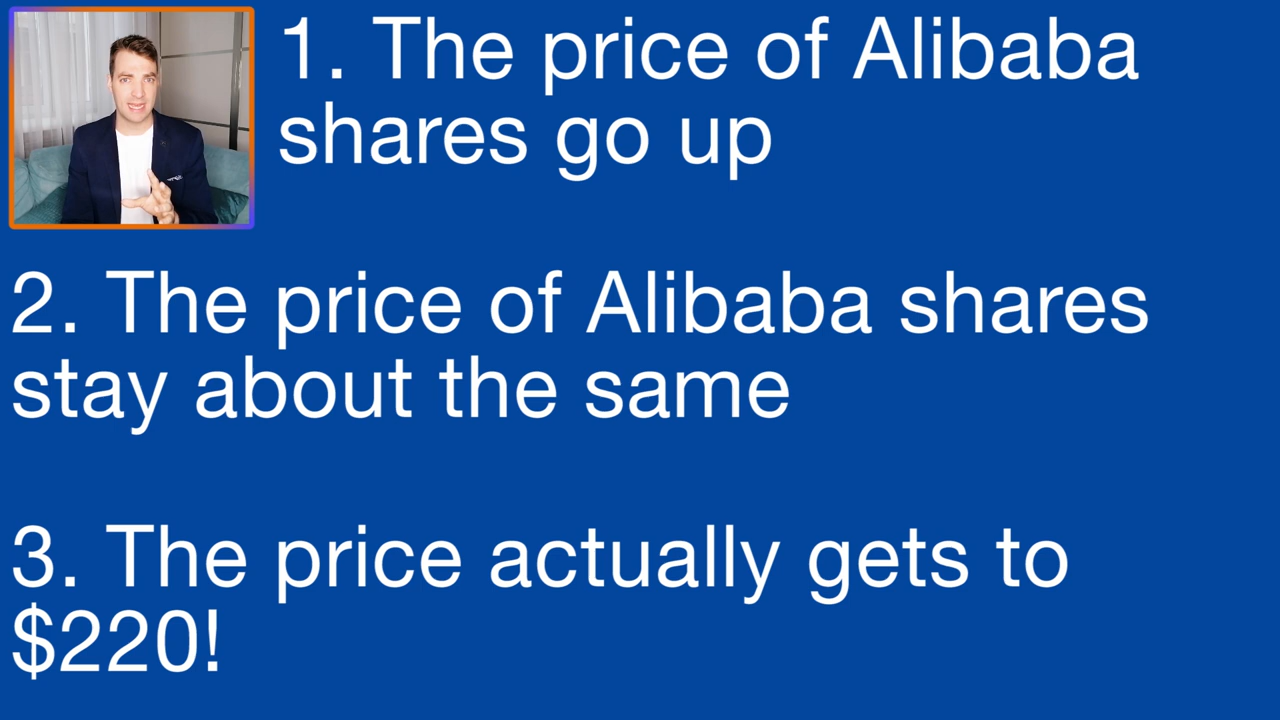 1. The price of Alibaba
shares go up
2. The price of Alibaba shares
stay about the same
3. The price actually gets to
$220!